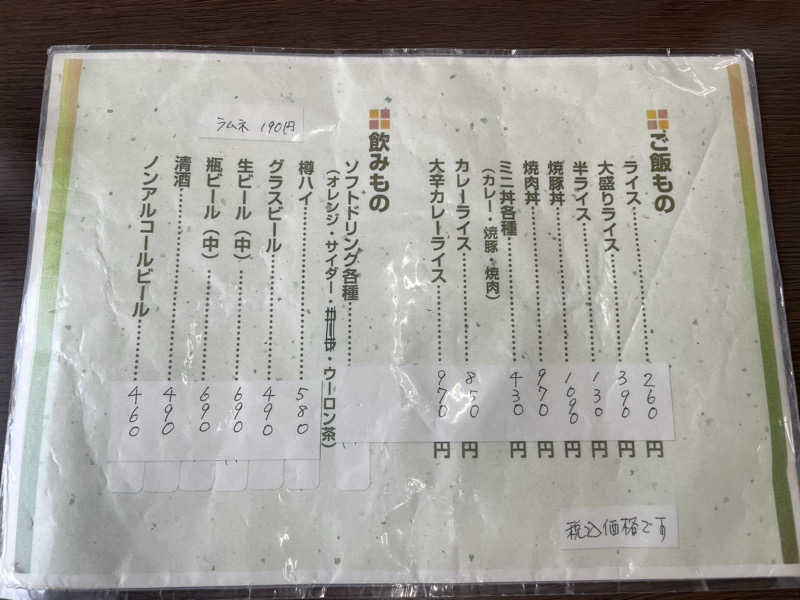 ご飯もの
ライス……………260円
大盛りライス……………390円
半ライス……………130円
焼豚丼……………1090円
焼肉丼……………970円
ミニ丼各種……………430円
(カレー・焼豚・焼肉)
カレーライス……………850円
大辛カレーライス……………970円
飲みもの
ソフトドリング各種……………
(オレンジ・サイダー・・ウーロン茶)
樽ハイ……………580
グラスビール……………490
生ビール(中)……………690
瓶ビール(中)……………690
清酒……………490
ノンアルコールビール……………460
ラムネ 190円
税込価格です